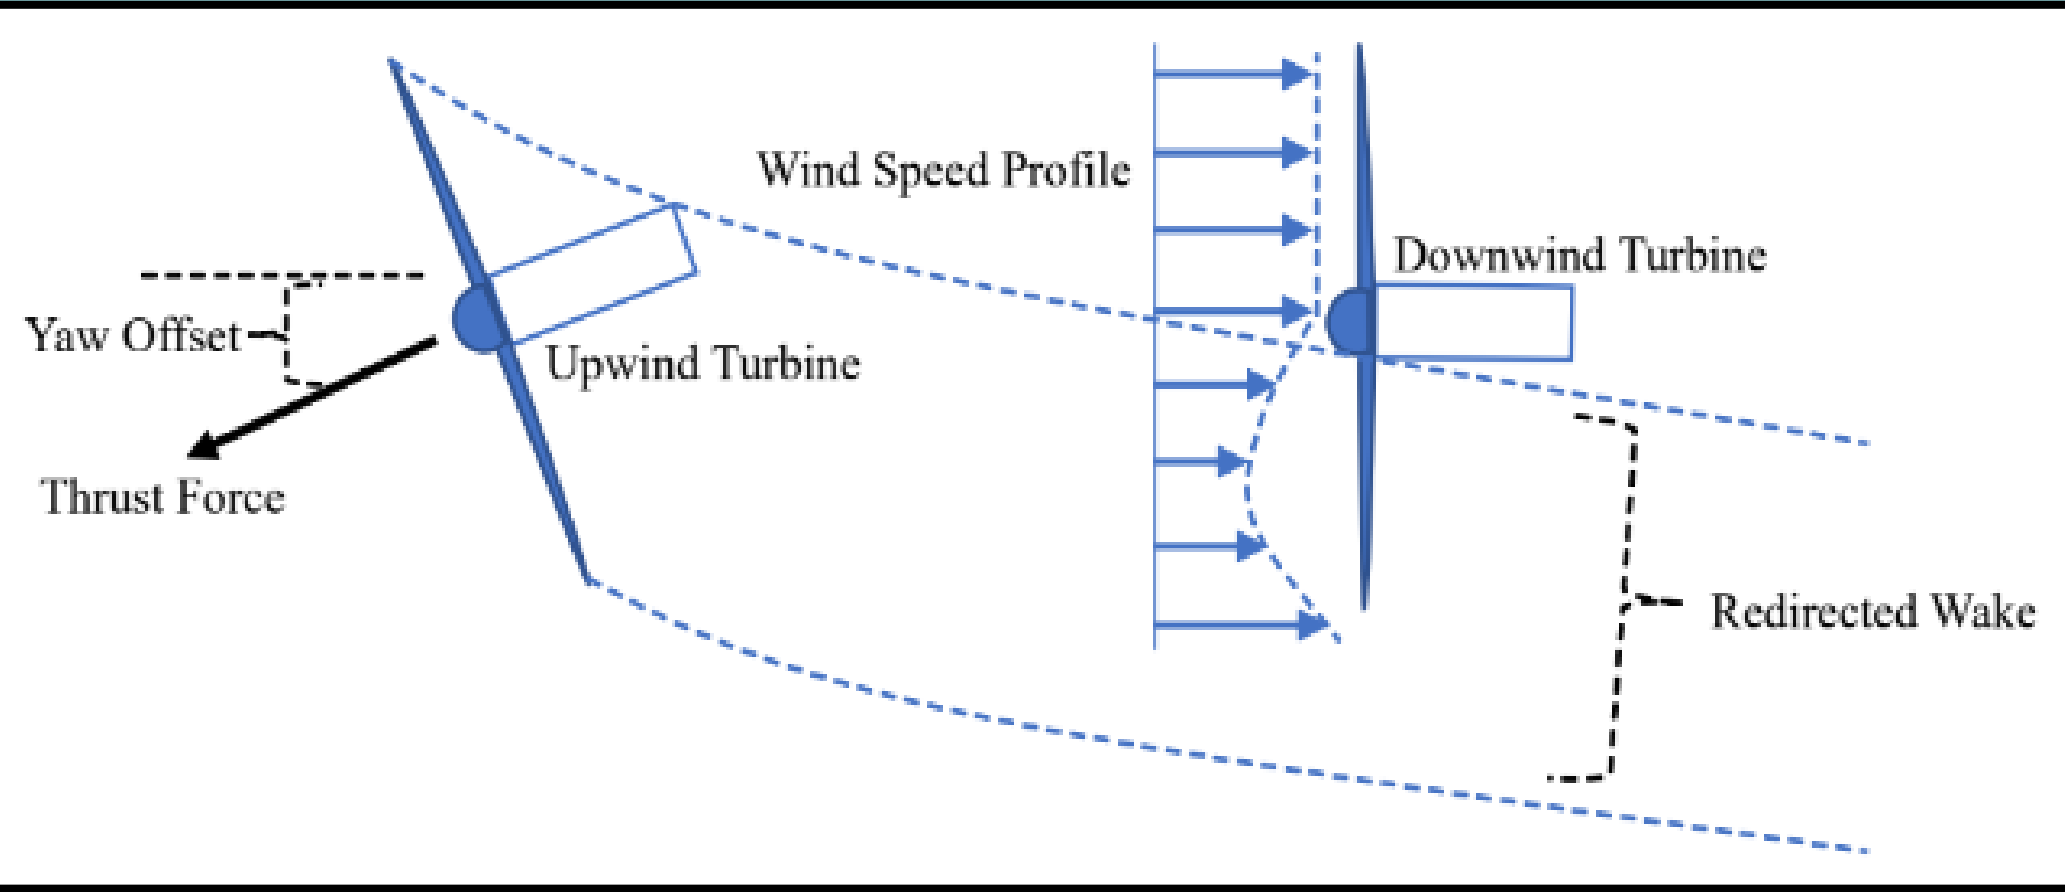 Wind Speed Profile
Downwind Turbine
Yaw Offset
Upwind Turbine
Thrust Force
Redirected Wake